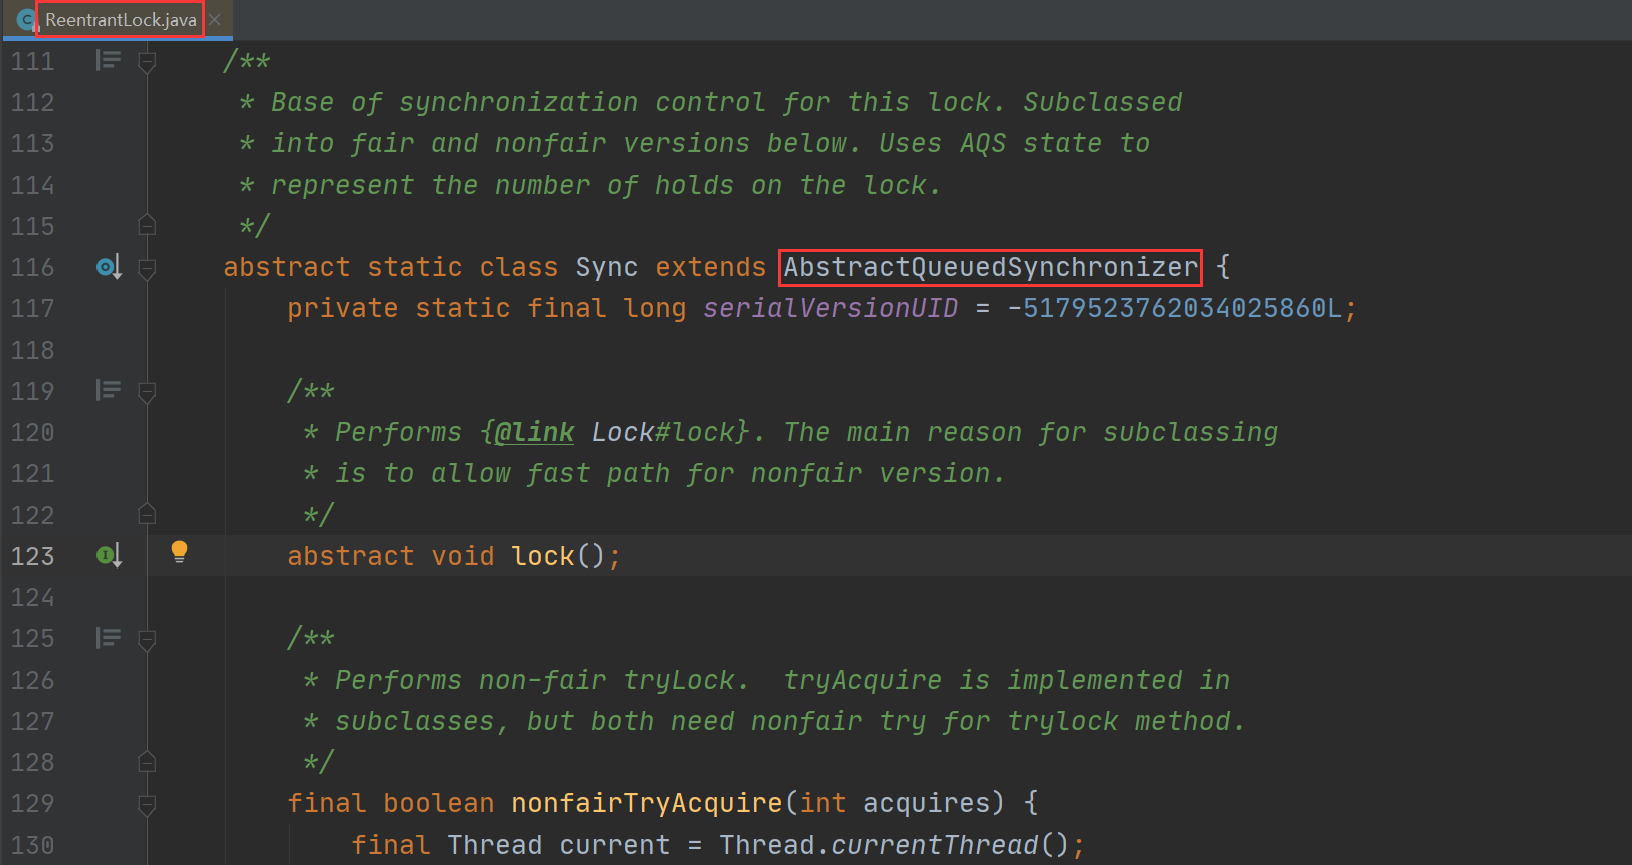 ReentrantLock.java
111 /**
112 * Base of synchronization control for this lock. Subclassed
113 * into fair and nonfair versions below. Uses AQS state to
114 * represent the number of holds on the lock.
115 */
116 abstract static class Sync extends AbstractQueuedSynchronizer {
117 private static final long serialVersionUID = -5179523762034025860L;
118
119 /**
120 * Performs {@link Lock#lock}. The main reason for subclassing
121 * is to allow fast path for nonfair version.
122 */
123 abstract void lock();
124
125 /**
126 * Performs non-fair tryLock.  tryAcquire is implemented in
127 * subclasses, but both need nonfair try for trylock method.
128 */
129 final boolean nonfairTryAcquire(int acquires) {
130 final Thread current = Thread.currentThread();